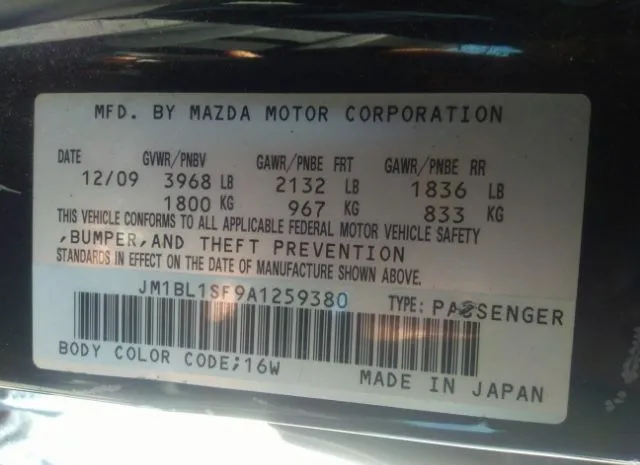 MFD. BY MAZDA MOTOR CORPORATION
DATE GVWR/PNBV GAWR/PNBE FRT GAWR/PNBE RR
12/09 3968 LB 2132 LB 1836 LB
1800 KG 967 KG 833 KG
THIS VEHICLE CONFORMS TO ALL APPLICABLE FEDERAL MOTOR VEHICLE SAFETY
,BUMPER,AND THEFT PREVENTION
STANDARDS IN EFFECT ON THE DATE OF MANUFACTURE SHOWN ABOVE.
JM1BL1SF9A1259380 TYPE: PASSENGER
BODY COLOR CODE;16W MADE IN JAPAN